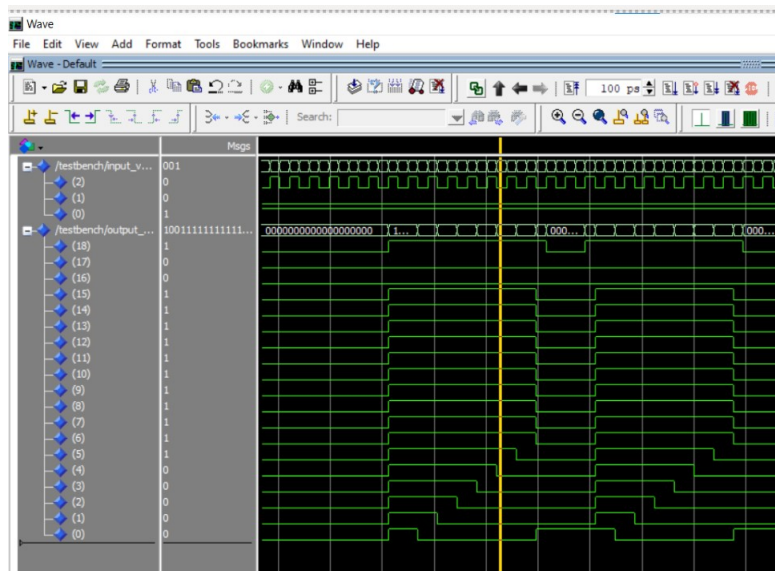 Wave
File Edit View Add Format Tools Bookmarks Window Help
Wave - Default
100 ps
Search:
Msgs
/testbench/input_v... 001
(2) 0
(1) 0
(0) 1
/testbench/output_... 10011111111111... 0000000000000000000 1... 000... 000...
(18) 1
(17) 0
(16) 0
(15) 1
(14) 1
(13) 1
(12) 1
(11) 1
(10) 1
(9) 1
(8) 1
(7) 1
(6) 1
(5) 1
(4) 0
(3) 0
(2) 0
(1) 0
(0) 0